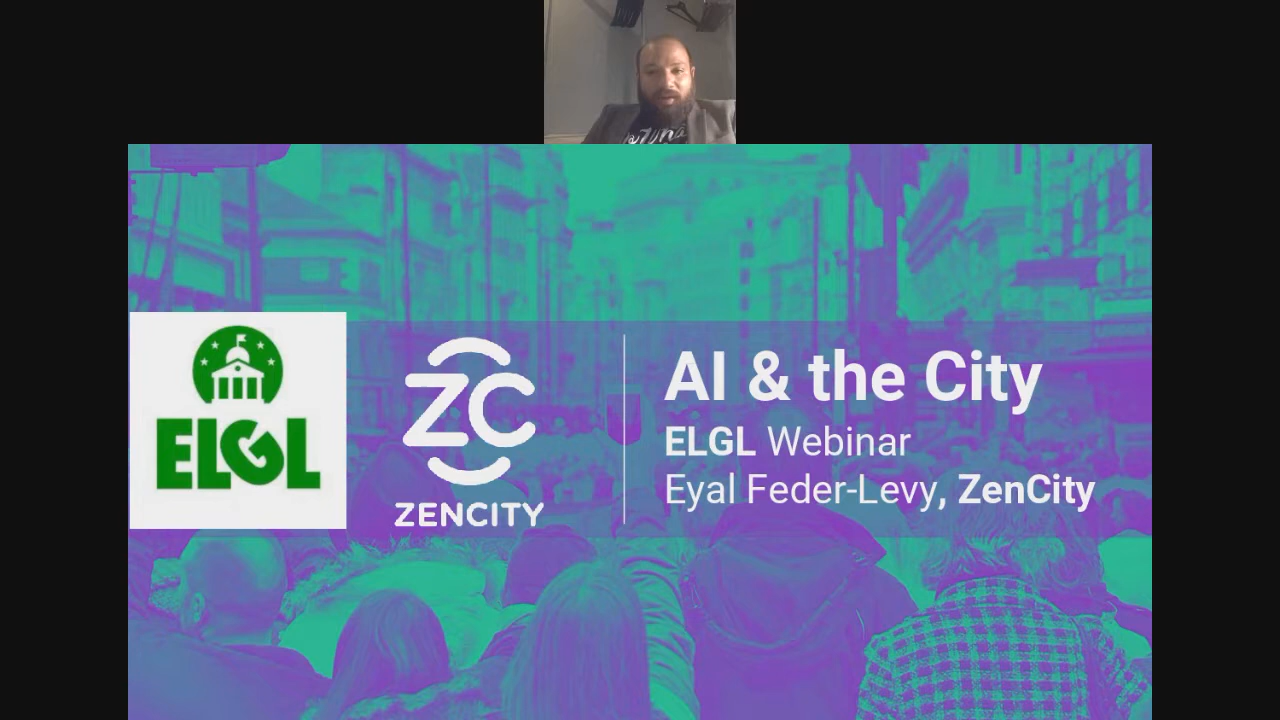 ELGL
ZC
ZENCITY
AI & the City
ELGL Webinar
Eyal Feder-Levy, ZenCity